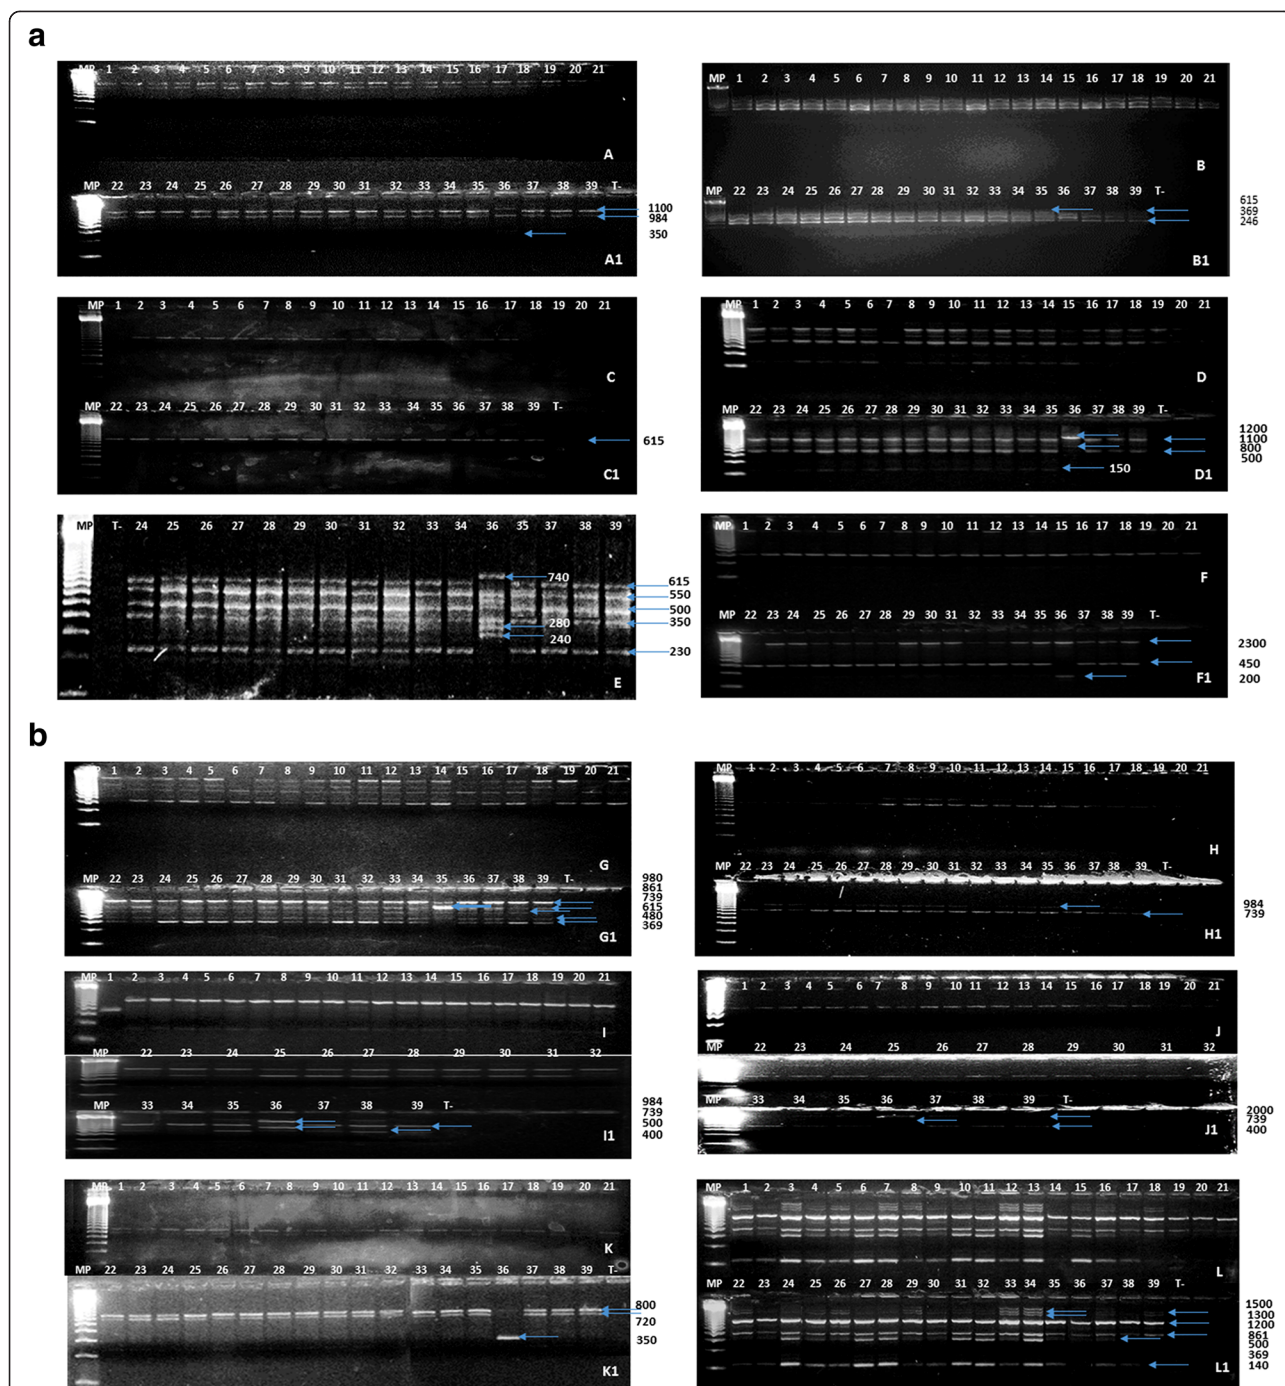 a
MP 1 2 3 4 5 6 7 8 9 10 11 12 13 14 15 16 17 18 19 20 21
A
MP 22 23 24 25 26 27 28 29 30 31 32 33 34 35 36 37 38 39 T-
1100
984
350
A1
MP 1 2 3 4 5 6 7 8 9 10 11 12 13 14 15 16 17 18 19 20 21
B
MP 22 23 24 25 26 27 28 29 30 31 32 33 34 35 36 37 38 39 T-
615
369
246
B1
MP 1 2 3 4 5 6 7 8 9 10 11 12 13 14 15 16 17 18 19 20 21
C
MP 22 23 24 25 26 27 28 29 30 31 32 33 34 35 36 37 38 39 T-
615
C1
MP 1 2 3 4 5 6 7 8 9 10 11 12 13 14 15 16 17 18 19 20 21
D
MP 22 23 24 25 26 27 28 29 30 31 32 33 34 35 36 37 38 39 T-
1200
1100
800
500
150
D1
MP T- 24 25 26 27 28 29 30 31 32 33 34 36 35 37 38 39
740
615
550
500
350
280
240
230
E
MP 1 2 3 4 5 6 7 8 9 10 11 12 13 14 15 16 17 18 19 20 21
F
MP 22 23 24 25 26 27 28 29 30 31 32 33 34 35 36 37 38 39 T-
2300
450
200
F1
b
MP 1 2 3 4 5 6 7 8 9 10 11 12 13 14 15 16 17 18 19 20 21
G
MP 22 23 24 25 26 27 28 29 30 31 32 33 34 35 36 37 38 39 T-
980
861
739
615
480
369
G1
MP 1 2 3 4 5 6 7 8 9 10 11 12 13 14 15 16 17 18 19 20 21
H
MP 22 23 24 25 26 27 28 29 30 31 32 33 34 35 36 37 38 39 T-
984
739
H1
MP 1 2 3 4 5 6 7 8 9 10 11 12 13 14 15 16 17 18 19 20 21
I
MP 22 23 24 25 26 27 28 29 30 31 32
MP 33 34 35 36 37 38 39 T-
984
739
500
400
I1
MP 1 2 3 4 5 6 7 8 9 10 11 12 13 14 15 16 17 18 19 20 21
J
MP 22 23 24 25 26 27 28 29 30 31 32
MP 33 34 35 36 37 38 39 T-
2000
739
400
J1
MP 1 2 3 4 5 6 7 8 9 10 11 12 13 14 15 16 17 18 19 20 21
K
MP 22 23 24 25 26 27 28 29 30 31 32 33 34 35 36 37 38 39 T-
800
720
350
K1
MP 1 2 3 4 5 6 7 8 9 10 11 12 13 14 15 16 17 18 19 20 21
L
MP 22 23 24 25 26 27 28 29 30 31 32 33 34 35 36 37 38 39 T-
1500
1300
1200
861
500
369
140
L1